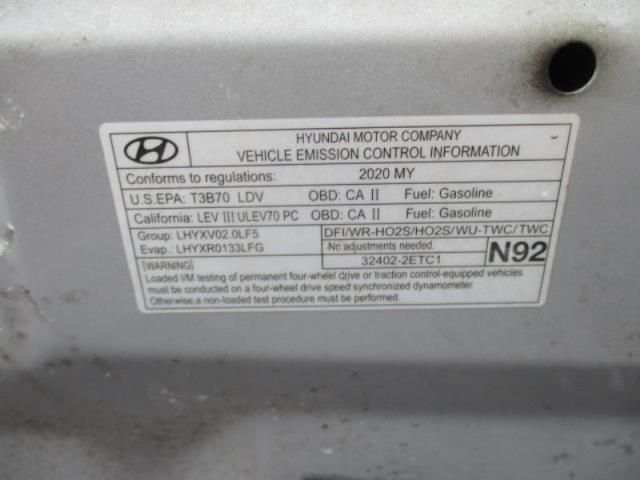 HYUNDAI MOTOR COMPANY
VEHICLE EMISSION CONTROL INFORMATION
Conforms to regulations: 2020 MY
U.S.EPA: T3B70 LDV OBD: CA II Fuel: Gasoline
California: LEV III ULEV70 PC OBD: CA II Fuel: Gasoline
Group: LHYXV02.0LF5 DFI/WR-HO2S/HO2S/WU-TWC/TWC
Evap.: LHYXR0133LFG No adjustments needed. N92
32402-2ETC1
[WARNING]
Loaded I/M testing of permanent four-wheel drive or traction control-equipped vehicles
must be conducted on a four-wheel drive speed synchronized dynamometer.
Otherwise a non-loaded test procedure must be performed.